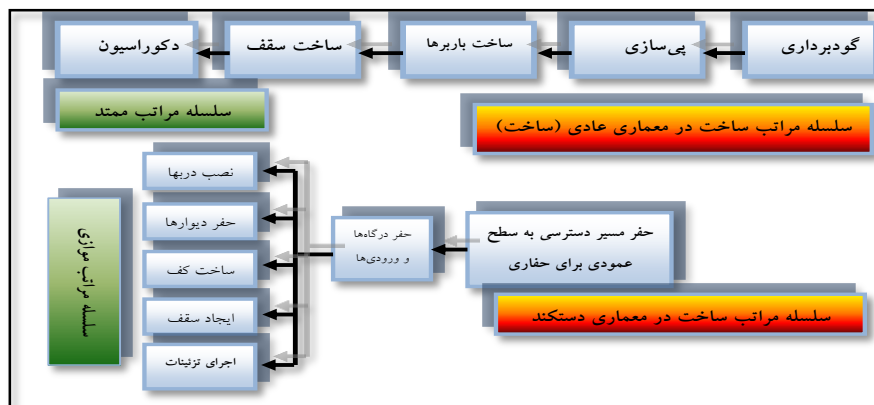 گودبرداری
پی‌سازی
ساخت باربرها
ساخت سقف
دکوراسیون
سلسله مراتب ساخت در معماری عادی (ساخت)
سلسله مراتب ممتد
حفر مسیر دسترسی به سطح
عمودی برای حفاری
حفر درگاه‌ها
و ورودی‌ها
نصب دربها
حفر دیوارها
ساخت کف
ایجاد سقف
اجرای تزئینات
سلسله مراتب موازی
سلسله مراتب ساخت در معماری دستکند